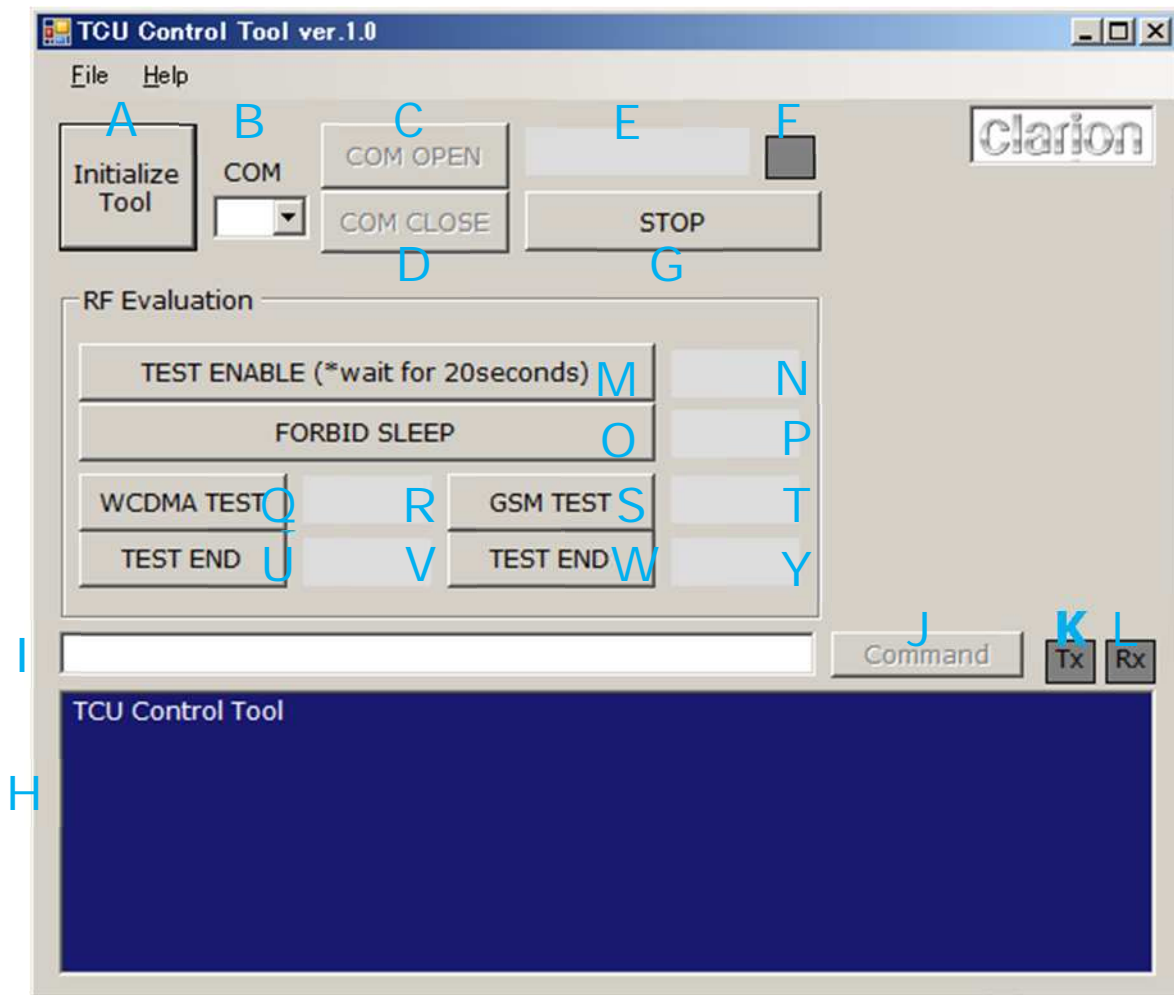 TCU Control Tool ver.1.0
File Help
A B C E F
Initialize
Tool
COM
COM OPEN
clarion
COM CLOSE
STOP
D G
RF Evaluation
TEST ENABLE (*wait for 20seconds) M N
FORBID SLEEP O P
WCDMA TEST Q R GSM TEST S T
TEST END U V TEST END W Y
I J K L
Command Tx Rx
TCU Control Tool
H